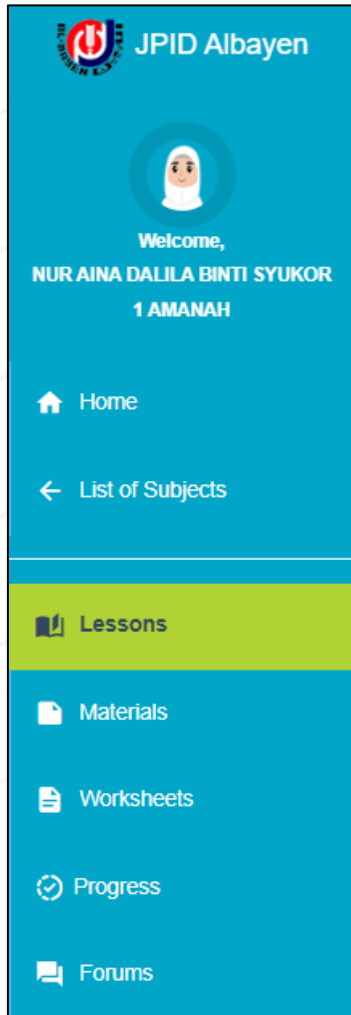 JPID Albayen
Welcome,
NUR AINA DALILA BINTI SYUKOR
1 AMANAH
Home
List of Subjects
Lessons
Materials
Worksheets
Progress
Forums